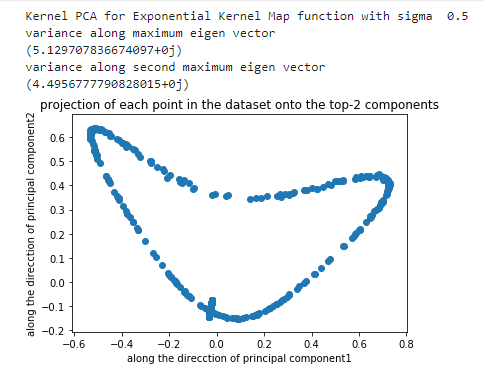 Kernel PCA for Exponential Kernel Map function with sigma  0.5
variance along maximum eigen vector
(5.129707836674097+0j)
variance along second maximum eigen vector
(4.4956777790828015+0j)
projection of each point in the dataset onto the top-2 components
along the direcction of principal component2
0.6
0.5
0.4
0.3
0.2
0.1
0.0
−0.1
−0.2
−0.6 −0.4 −0.2 0.0 0.2 0.4 0.6 0.8
along the direcction of principal component1